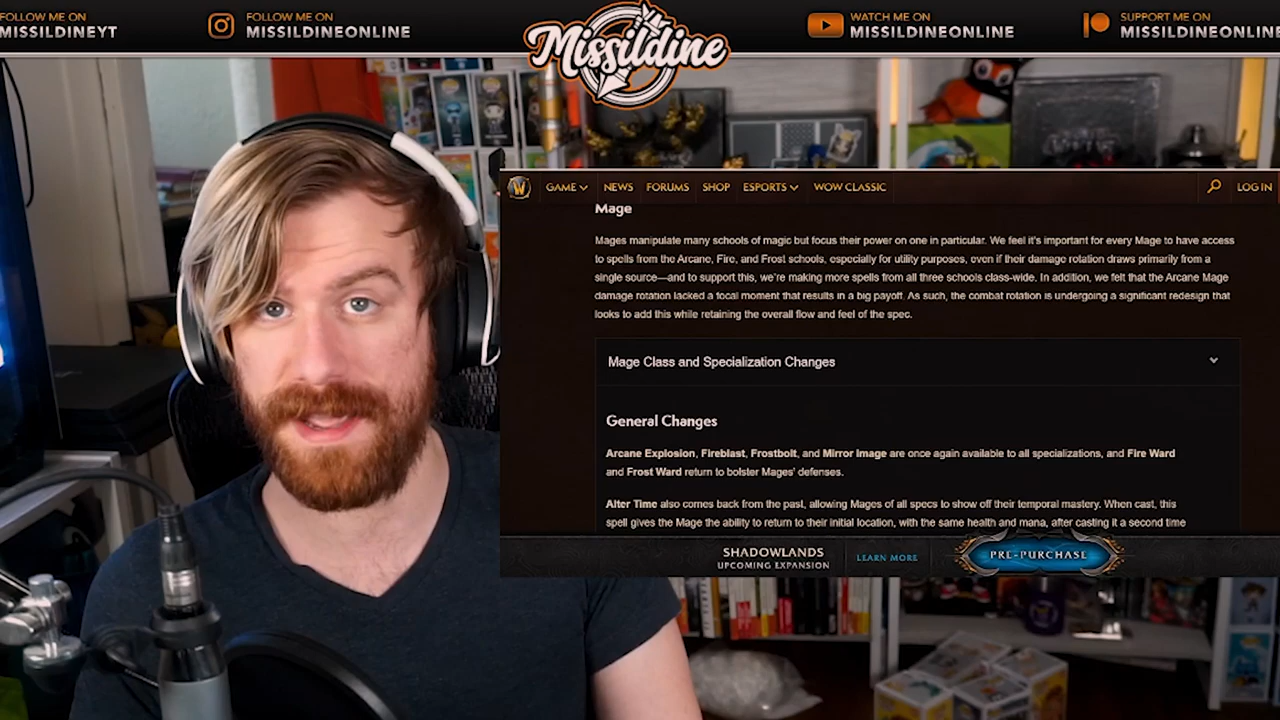 FOLLOW ME ON
MISSILDINEYT
FOLLOW ME ON
MISSILDINEONLINE
Missildine
WATCH ME ON
MISSILDINEONLINE
SUPPORT ME ON
MISSILDINEONLINE
W
GAME
NEWS
FORUMS
SHOP
ESPORTS
WOW CLASSIC
LOG IN
Mage
Mages manipulate many schools of magic but focus their power on one in particular. We feel it's important for every Mage to have access
to spells from the Arcane, Fire, and Frost schools, especially for utility purposes, even if their damage rotation draws primarily from a
single source—and to support this, we're making more spells from all three schools class-wide. In addition, we felt that the Arcane Mage
damage rotation lacked a focal moment that results in a big payoff. As such, the combat rotation is undergoing a significant redesign that
looks to add this while retaining the overall flow and feel of the spec.
Mage Class and Specialization Changes
General Changes
Arcane Explosion, Fireblast, Frostbolt, and Mirror Image are once again available to all specializations, and Fire Ward
and Frost Ward return to bolster Mages' defenses.
Alter Time also comes back from the past, allowing Mages of all specs to show off their temporal mastery. When cast, this
spell gives the Mage the ability to return to their initial location, with the same health and mana, after casting it a second time
SHADOWLANDS
UPCOMING EXPANSION
LEARN MORE
PRE-PURCHASE